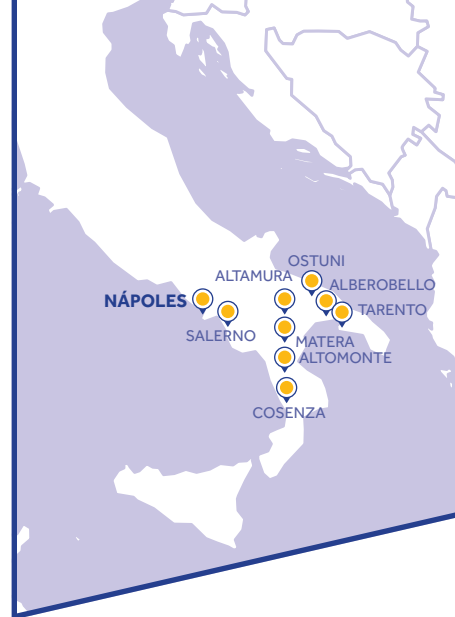 OSTUNI
ALTAMURA
ALBEROBELLO
NÁPOLES
TARENTO
SALERNO
MATERA
ALTOMONTE
COSENZA